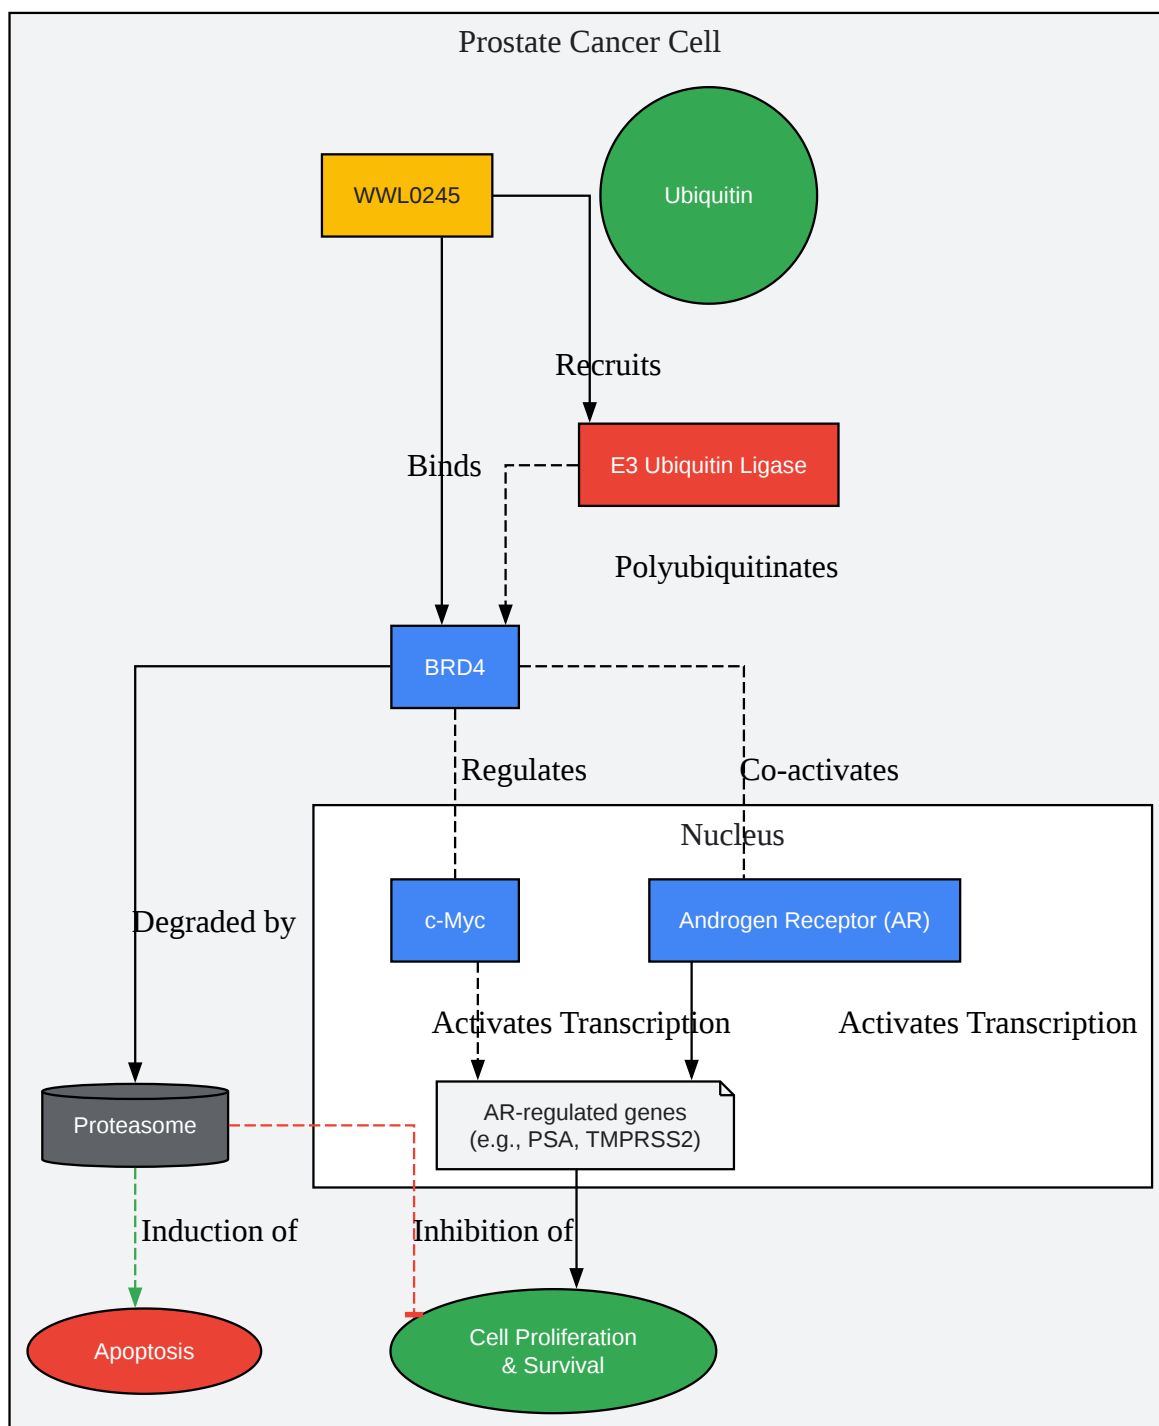 Prostate Cancer Cell
WWL0245
Ubiquitin
Recruits
Binds
E3 Ubiquitin Ligase
Polyubiquitinates
BRD4
Regulates
Co-activates
Nucleus
c-Myc
Androgen Receptor (AR)
Degraded by
Activates Transcription
Activates Transcription
Proteasome
AR-regulated genes
(e.g., PSA, TMPRSS2)
Induction of
Inhibition of
Apoptosis
Cell Proliferation
& Survival